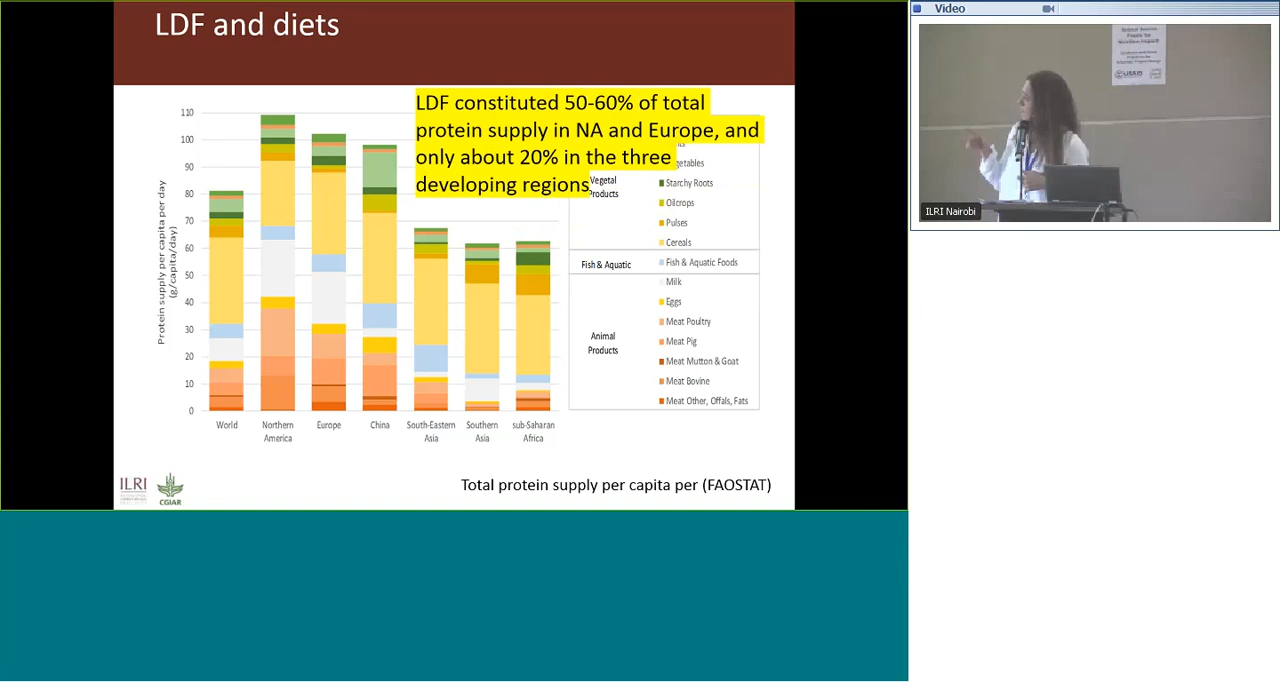 LDF and diets
LDF constituted 50-60% of total
protein supply in NA and Europe, and
only about 20% in the three
developing regions
Protein supply per capita per day
(g/capita/day)
110
100
90
80
70
60
50
40
30
20
10
0
World
Northern
America
Europe
China
South-Eastern
Asia
Southern
Asia
sub-Saharan
Africa
Vegetal
Products
Starchy Roots
Oilcrops
Pulses
Cereals
Fish & Aquatic
Fish & Aquatic Foods
Animal
Products
Milk
Eggs
Meat Poultry
Meat Pig
Meat Mutton & Goat
Meat Bovine
Meat Other, Offals, Fats
ILRI
CGIAR
Total protein supply per capita per (FAOSTAT)
Video
USAID
ILRI Nairobi